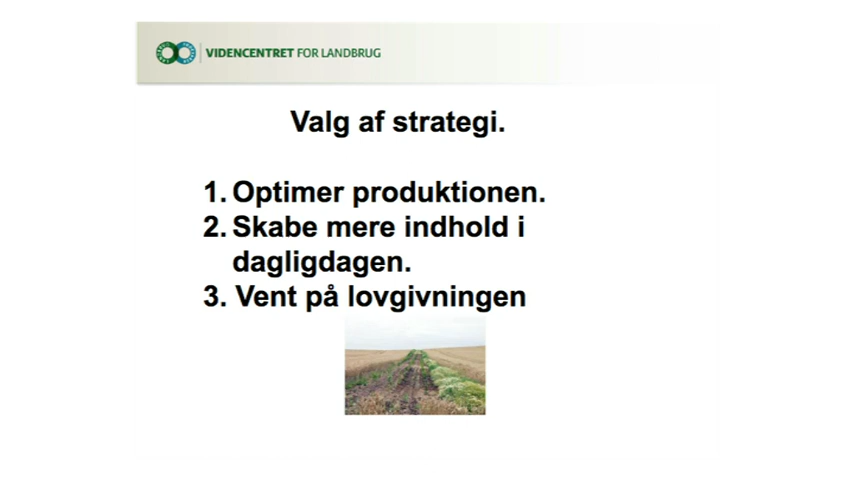 VIDENCENTRET FOR LANDBRUG
Valg af strategi.
1. Optimer produktionen.
2. Skabe mere indhold i
dagligdagen.
3. Vent på lovgivningen